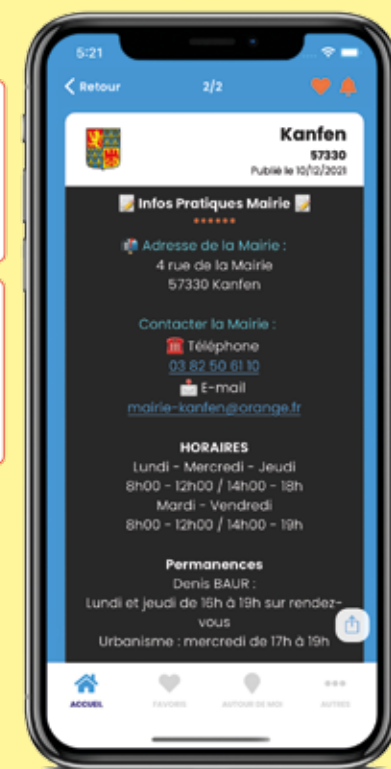 5:21
Retour
2/2
Kanfen
57330
Publié le 10/12/2021
📝 Infos Pratiques Mairie 📝
📬 Adresse de la Mairie :
4 rue de la Mairie
57330 Kanfen
Contacter la Mairie :
☎️ Téléphone
03 82 50 61 10
📩 E-mail
mairie-kanfen@orange.fr
HORAIRES
Lundi - Mercredi - Jeudi
8h00 - 12h00 / 14h00 - 18h
Mardi - Vendredi
8h00 - 12h00 / 14h00 - 19h
Permanences
Denis BAUR :
Lundi et jeudi de 16h à 19h sur rendez-
vous
Urbanisme : mercredi de 17h à 19h
ACCUEIL
FAVORIS
AUTOUR DE MOI
AUTRES